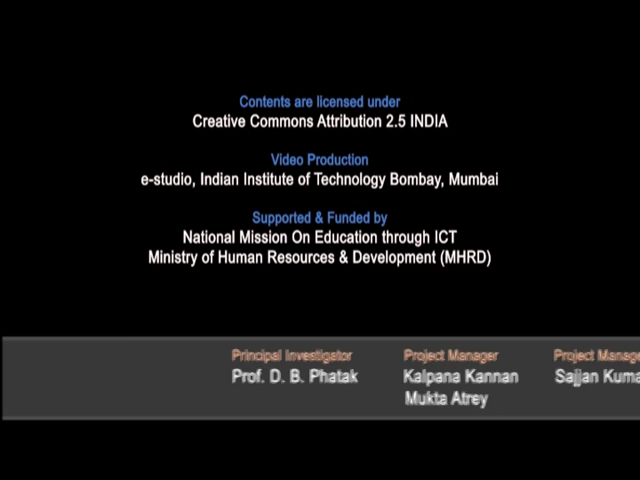 Contents are licensed under
Creative Commons Attribution 2.5 INDIA
Video Production
e-studio, Indian Institute of Technology Bombay, Mumbai
Supported & Funded by
National Mission On Education through ICT
Ministry of Human Resources & Development (MHRD)
Principal Investigator
Prof. D. B. Phatak
Project Manager
Kalpana Kannan
Mukta Atrey
Project
Sajjan